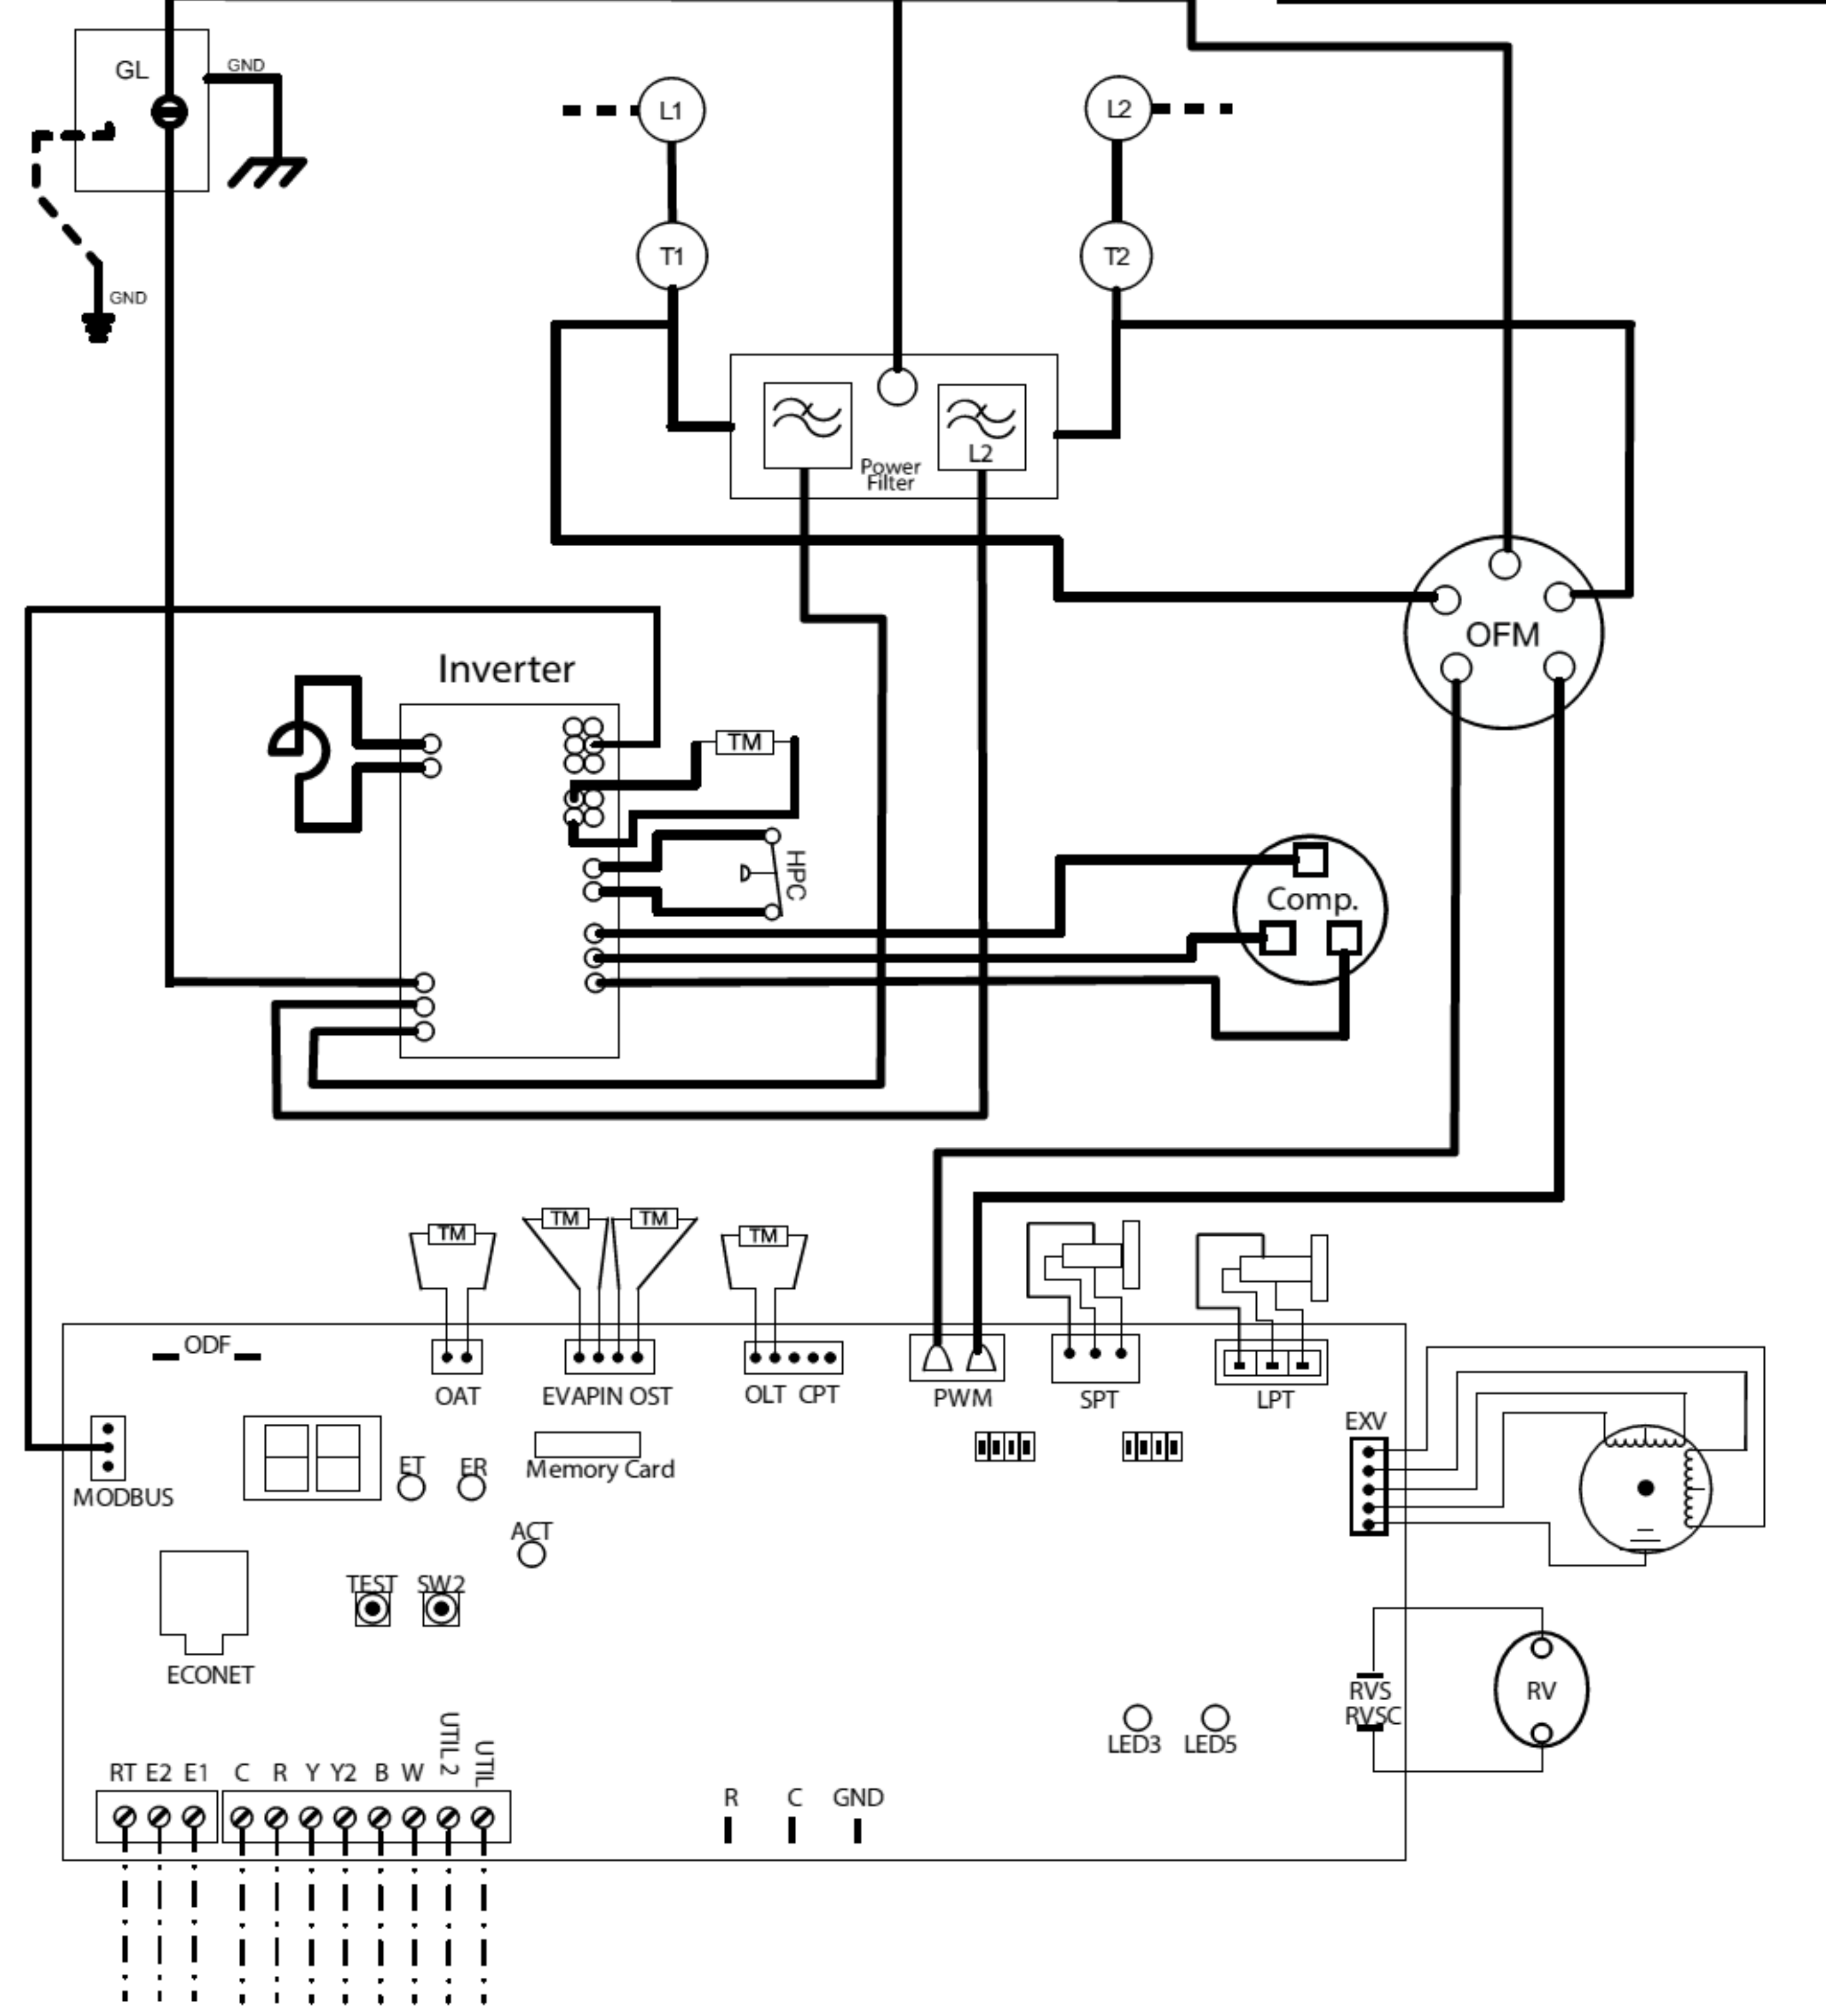 GL
GND
L1
L2
GND
T1
T2
L2
Power
Filter
OFM
Inverter
TM
HPC
Comp.
TM
TM
TM
TM
ODF
OAT
EVAPIN OST
OLT CPT
PWM
SPT
LPT
EXV
MODBUS
ET
ER
Memory Card
ACT
TEST
SW2
ECONET
RVS
RVSC
RV
LED3
LED5
UTIL 2
UTIL
RT E2 E1 C R Y Y2 B W
R C GND